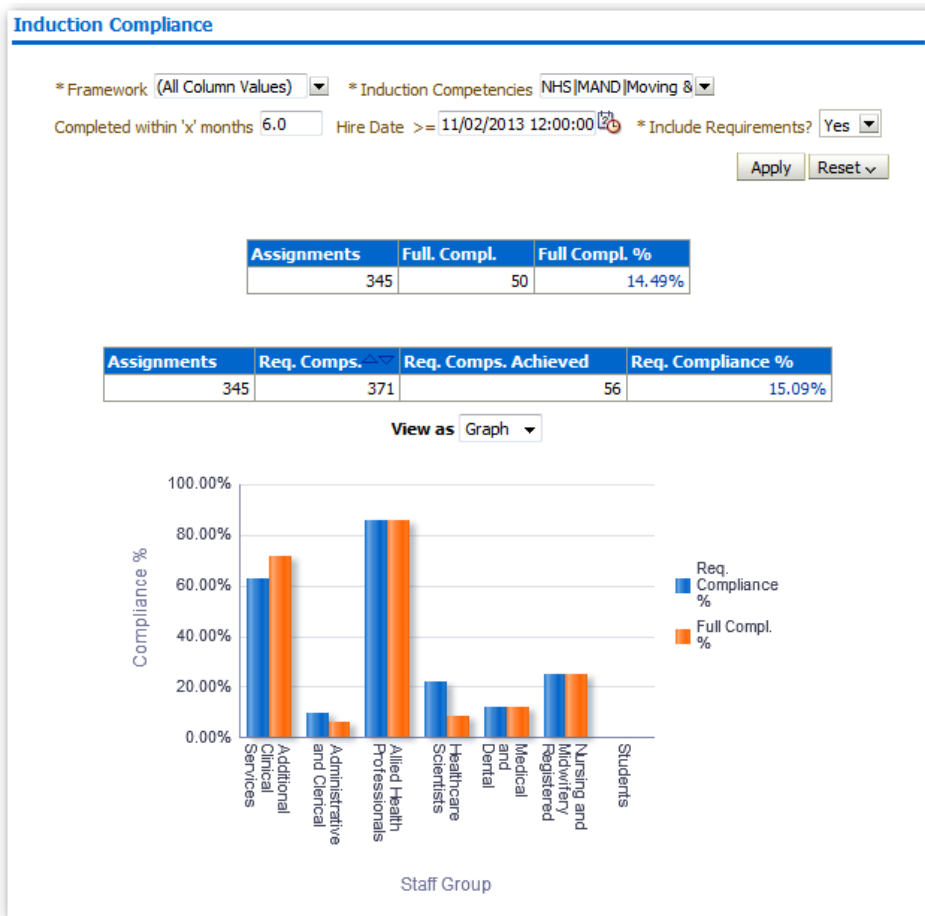 Induction Compliance
* Framework (All Column Values) * Induction Competencies NHS|MAND|Moving &
Completed within 'x' months 6.0 Hire Date >= 11/02/2013 12:00:00 * Include Requirements? Yes
Apply Reset
Assignments Full. Compl. Full Compl. %
345 50 14.49%
Assignments Req. Comps. Req. Comps. Achieved Req. Compliance %
345 371 56 15.09%
View as Graph
Compliance %
100.00%
80.00%
60.00%
40.00%
20.00%
0.00%
Additional
Clinical
Services
Administrative
and Clerical
Allied Health
Professionals
Healthcare
Scientists
Medical
and
Dental
Nursing and
Midwifery
Registered
Students
Staff Group
Req.
Compliance
%
Full Compl.
%